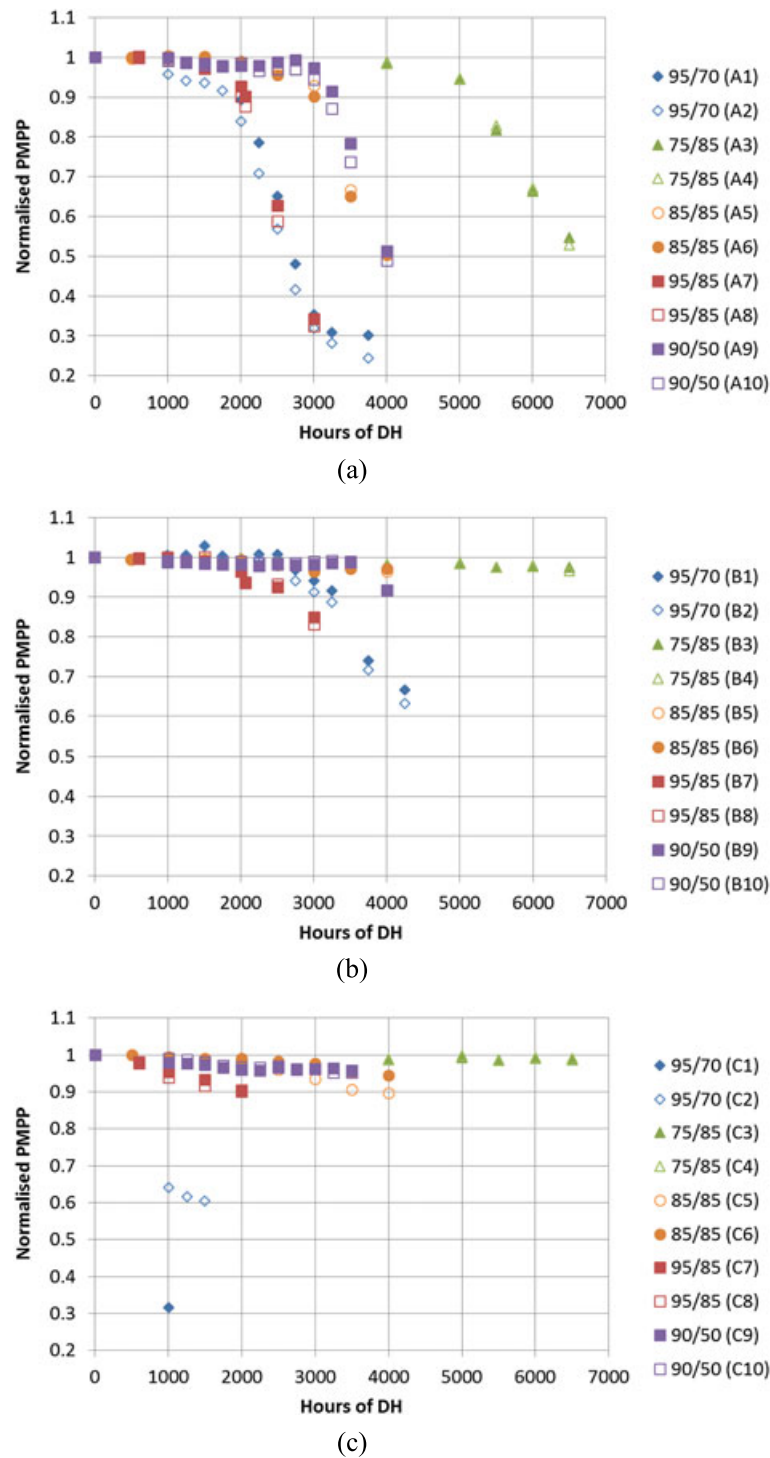 1.1
1
0.9
0.8
0.7
0.6
0.5
0.4
0.3
0.2
Normalised PMPP
0 1000 2000 3000 4000 5000 6000 7000
Hours of DH
95/70 (A1)
95/70 (A2)
75/85 (A3)
75/85 (A4)
85/85 (A5)
85/85 (A6)
95/85 (A7)
95/85 (A8)
90/50 (A9)
90/50 (A10)
(a)
1.1
1
0.9
0.8
0.7
0.6
0.5
0.4
0.3
0.2
Normalised PMPP
0 1000 2000 3000 4000 5000 6000 7000
Hours of DH
95/70 (B1)
95/70 (B2)
75/85 (B3)
75/85 (B4)
85/85 (B5)
85/85 (B6)
95/85 (B7)
95/85 (B8)
90/50 (B9)
90/50 (B10)
(b)
1.1
1
0.9
0.8
0.7
0.6
0.5
0.4
0.3
0.2
Normalised PMPP
0 1000 2000 3000 4000 5000 6000 7000
Hours of DH
95/70 (C1)
95/70 (C2)
75/85 (C3)
75/85 (C4)
85/85 (C5)
85/85 (C6)
95/85 (C7)
95/85 (C8)
90/50 (C9)
90/50 (C10)
(c)